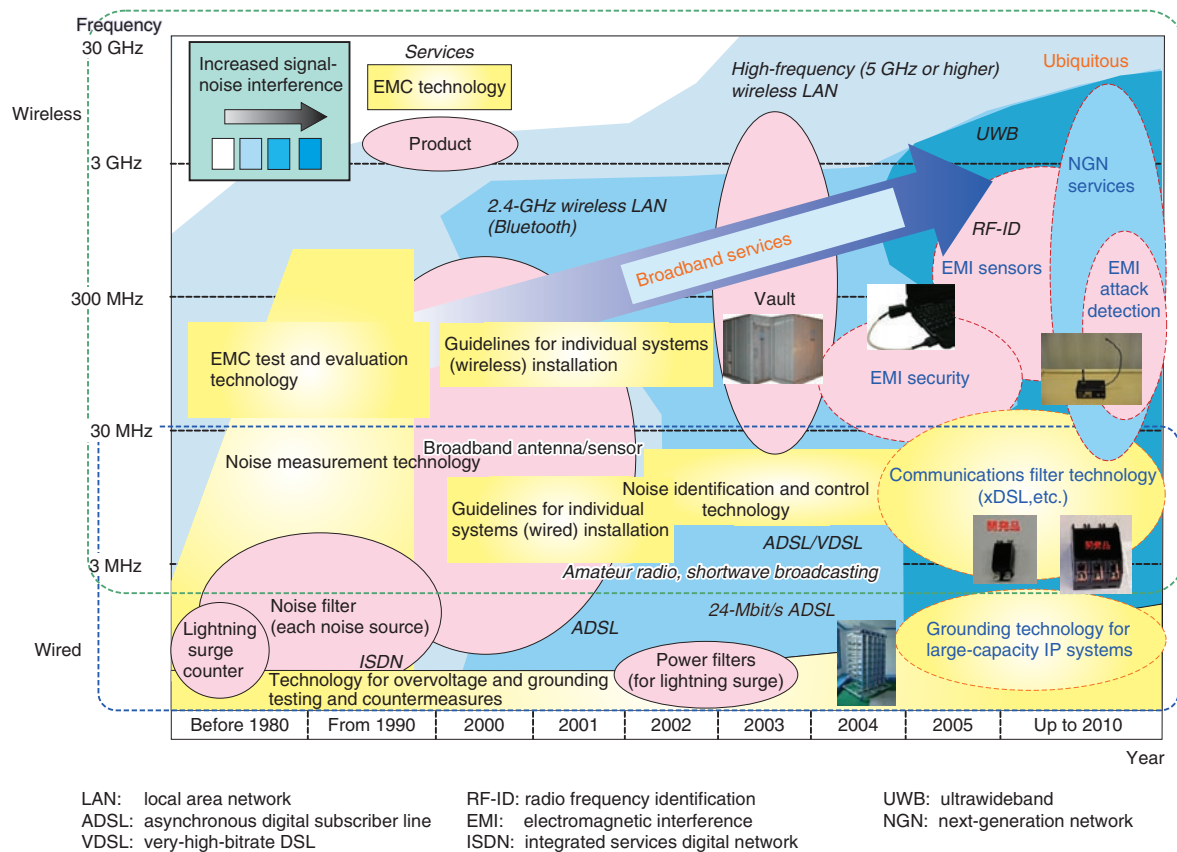 Frequency
30 GHz
3 GHz
300 MHz
30 MHz
3 MHz
Wireless
Wired
Increased signal-
noise interference
Services
EMC technology
Product
High-frequency (5 GHz or higher)
wireless LAN
Ubiquitous
UWB
NGN
services
2.4-GHz wireless LAN
(Bluetooth)
Broadband services
RF-ID
EMI sensors
EMI
attack
detection
Vault
EMC test and evaluation
technology
Guidelines for individual systems
(wireless) installation
EMI security
Broadband antenna/sensor
Noise measurement technology
Guidelines for individual
systems (wired) installation
Noise identification and control
technology
Communications filter technology
(xDSL,etc.)
開発品
開発品
ADSL/VDSL
Amateur radio, shortwave broadcasting
24-Mbit/s ADSL
ADSL
Noise filter
(each noise source)
Lightning
surge
counter
ISDN
Power filters
(for lightning surge)
Grounding technology for
large-capacity IP systems
Technology for overvoltage and grounding
testing and countermeasures
Before 1980 From 1990 2000 2001 2002 2003 2004 2005 Up to 2010
Year
LAN: local area network
ADSL: asynchronous digital subscriber line
VDSL: very-high-bitrate DSL
RF-ID: radio frequency identification
EMI: electromagnetic interference
ISDN: integrated services digital network
UWB: ultrawideband
NGN: next-generation network